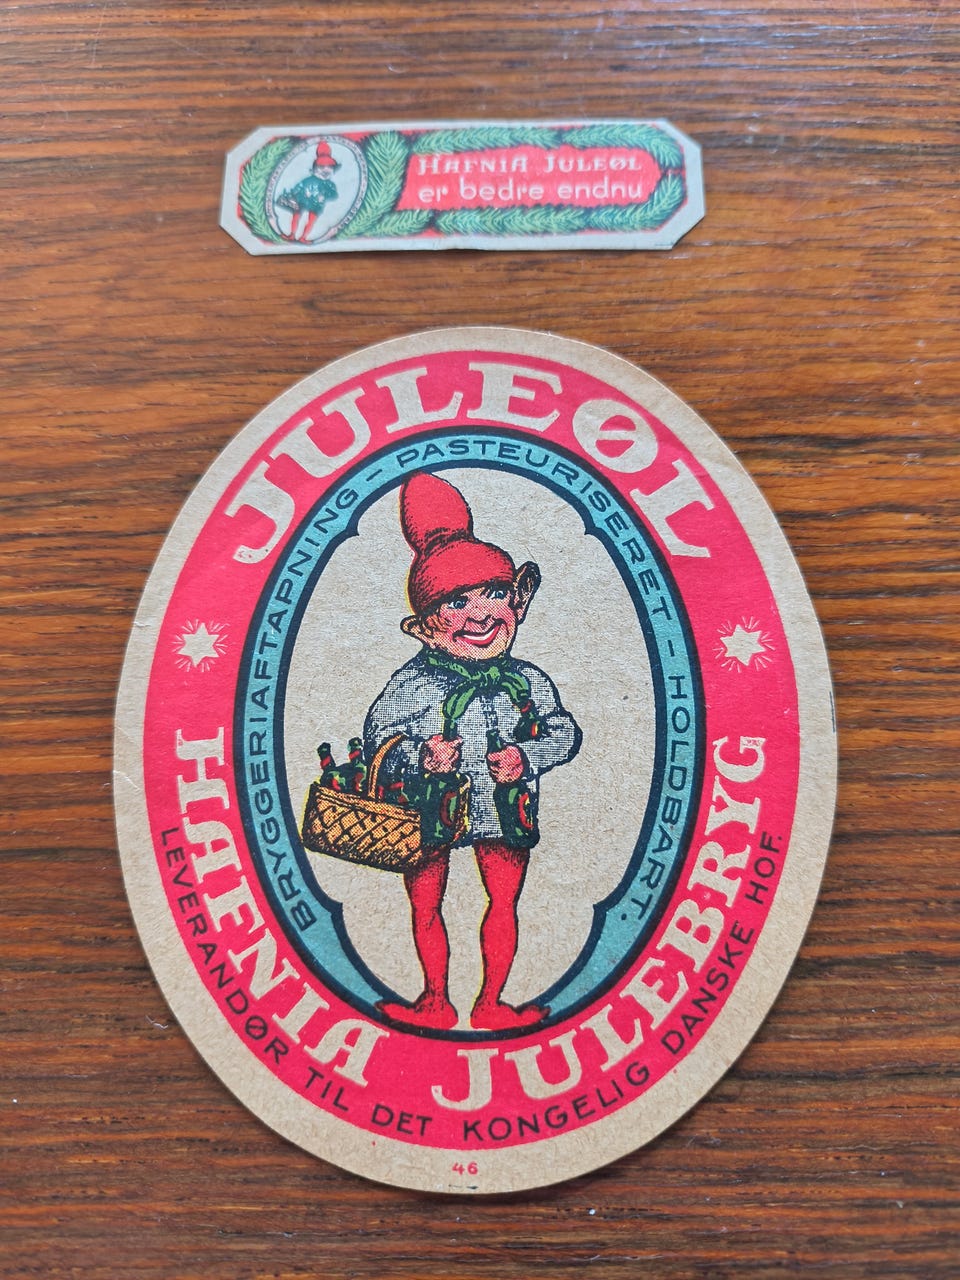 HAFNIA JULEØL
er bedre endnu
JULEØL
BRYGGERIAFTAPNING - PASTEURISERET - HOLDBART.
HAFNIA JULEBRYG
LEVERANDØR TIL DET KONGELIG DANSKE HOF.
46